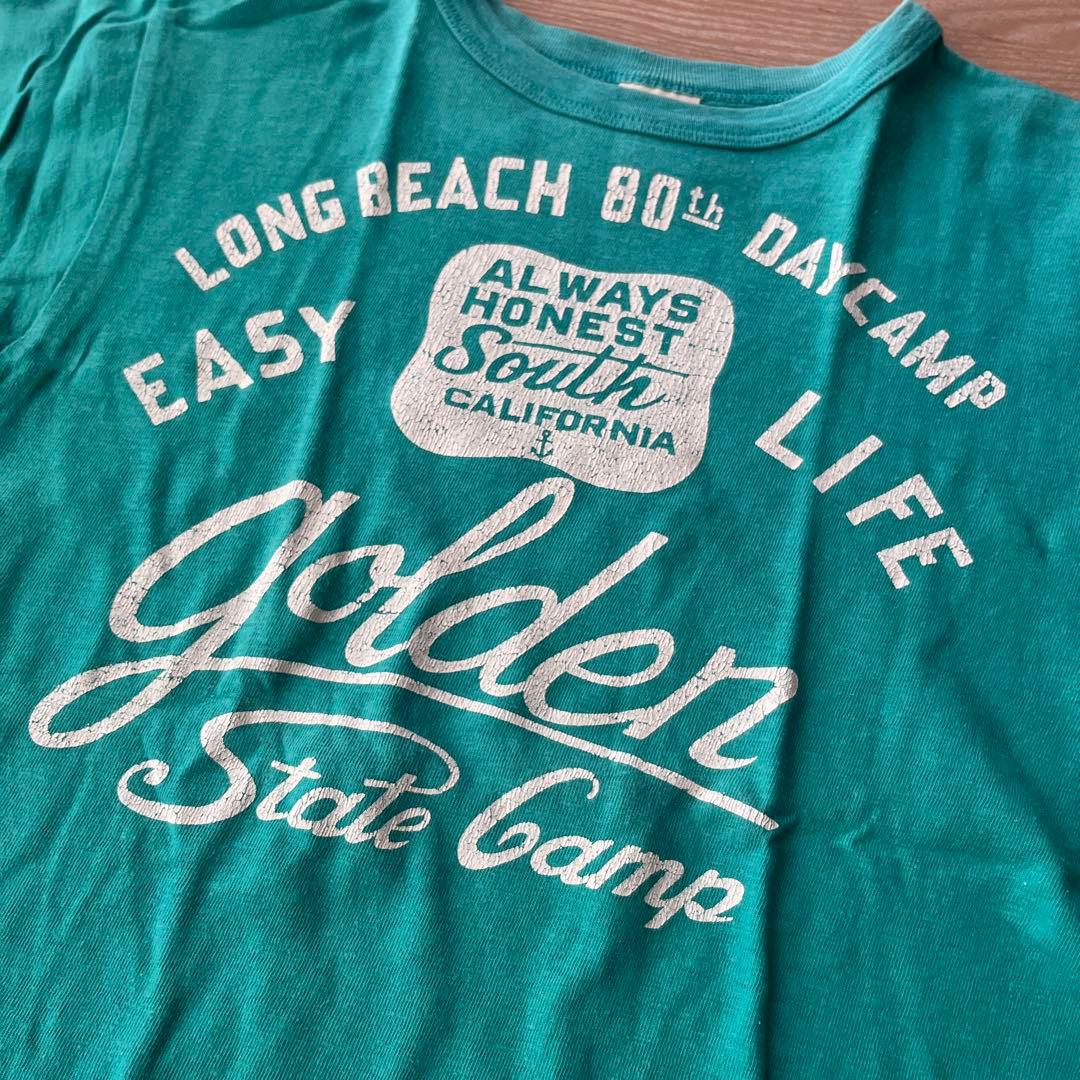 LONG BEACH 80th DAYCAMP
EASY LIFE
ALWAYS
HONEST
South
CALIFORNIA
golden
State Camp